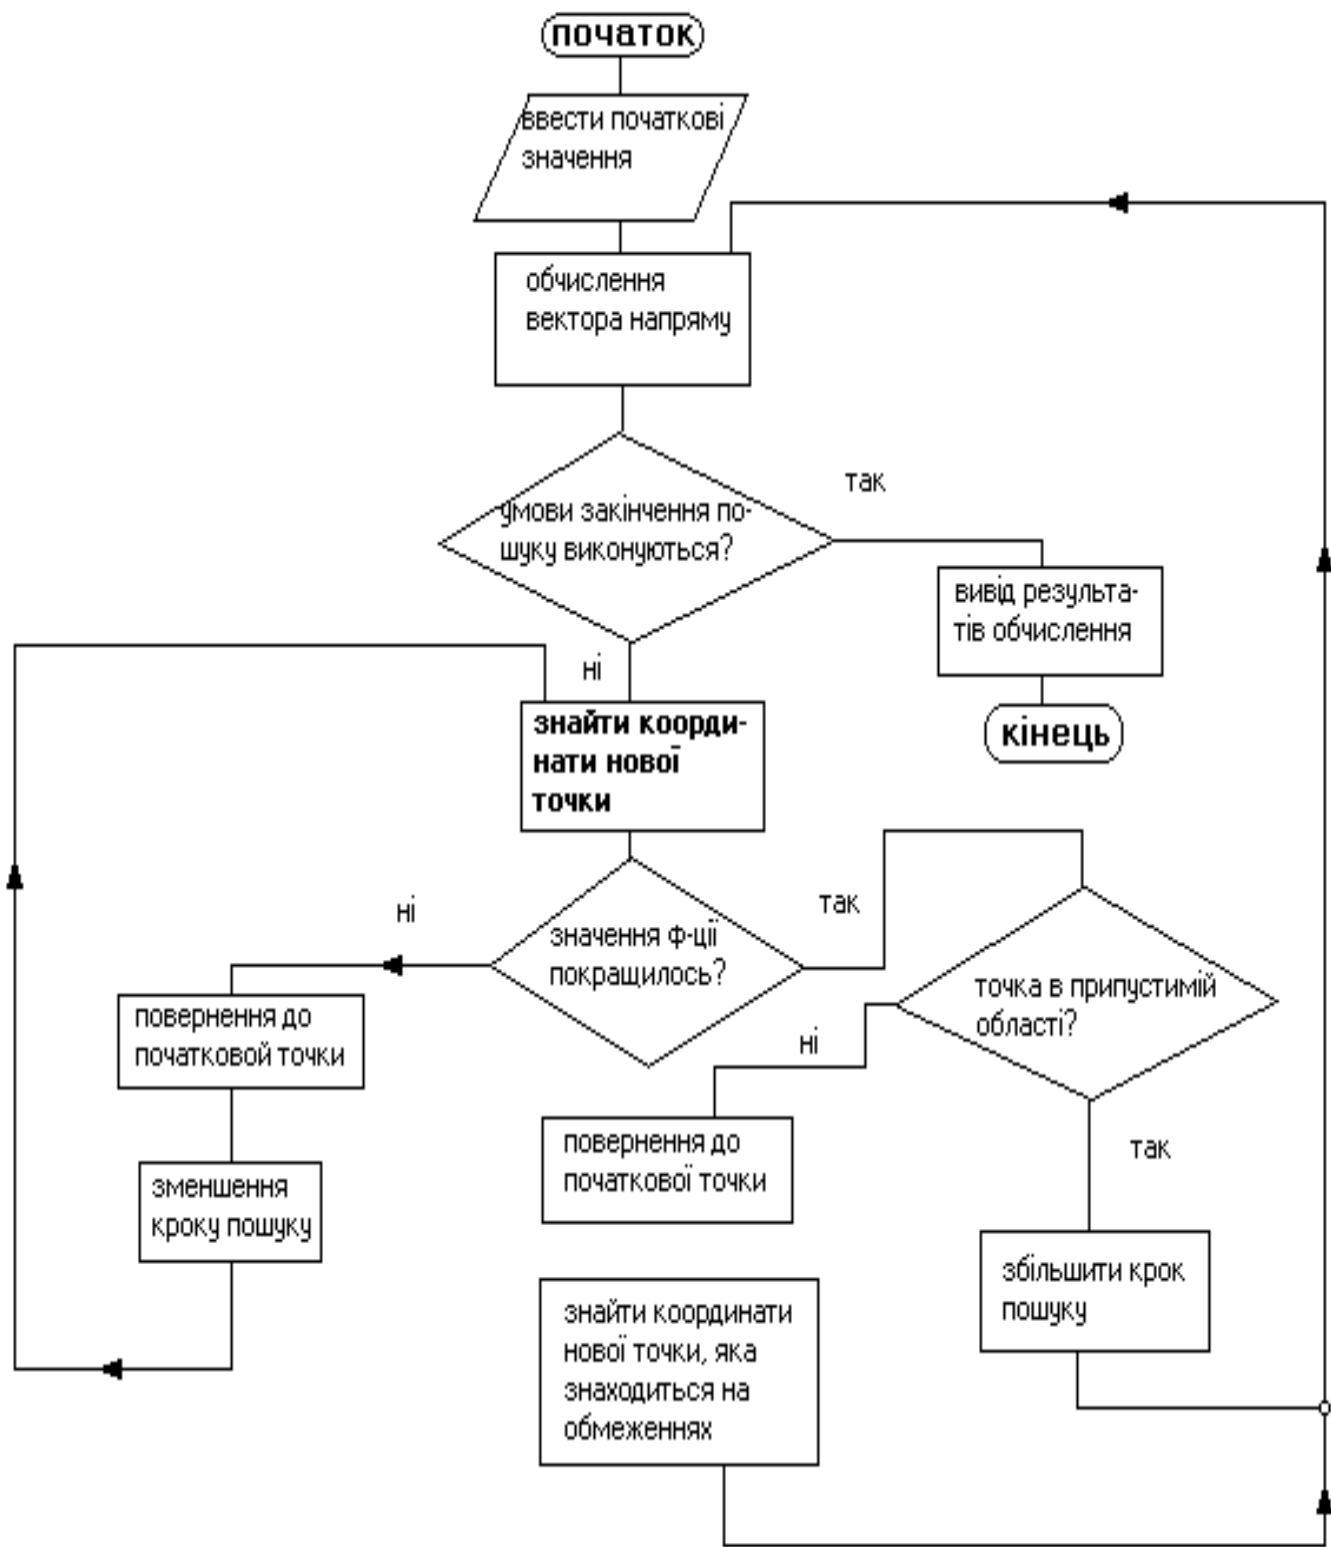 початок
ввести початкові
значення
обчислення
вектора напряму
так
умови закінчення по-
шуку виконуються?
вивід результа-
тів обчислення
ні
кінець
знайти коорди-
нати нової
точки
ні
так
значення ф-ції
покращилось?
точка в припустимій
області?
повернення до
початковой точки
ні
повернення до
початкової точки
так
зменшення
кроку пошуку
збільшити крок
пошуку
знайти координати
нової точки, яка
знаходиться на
обмеженнях